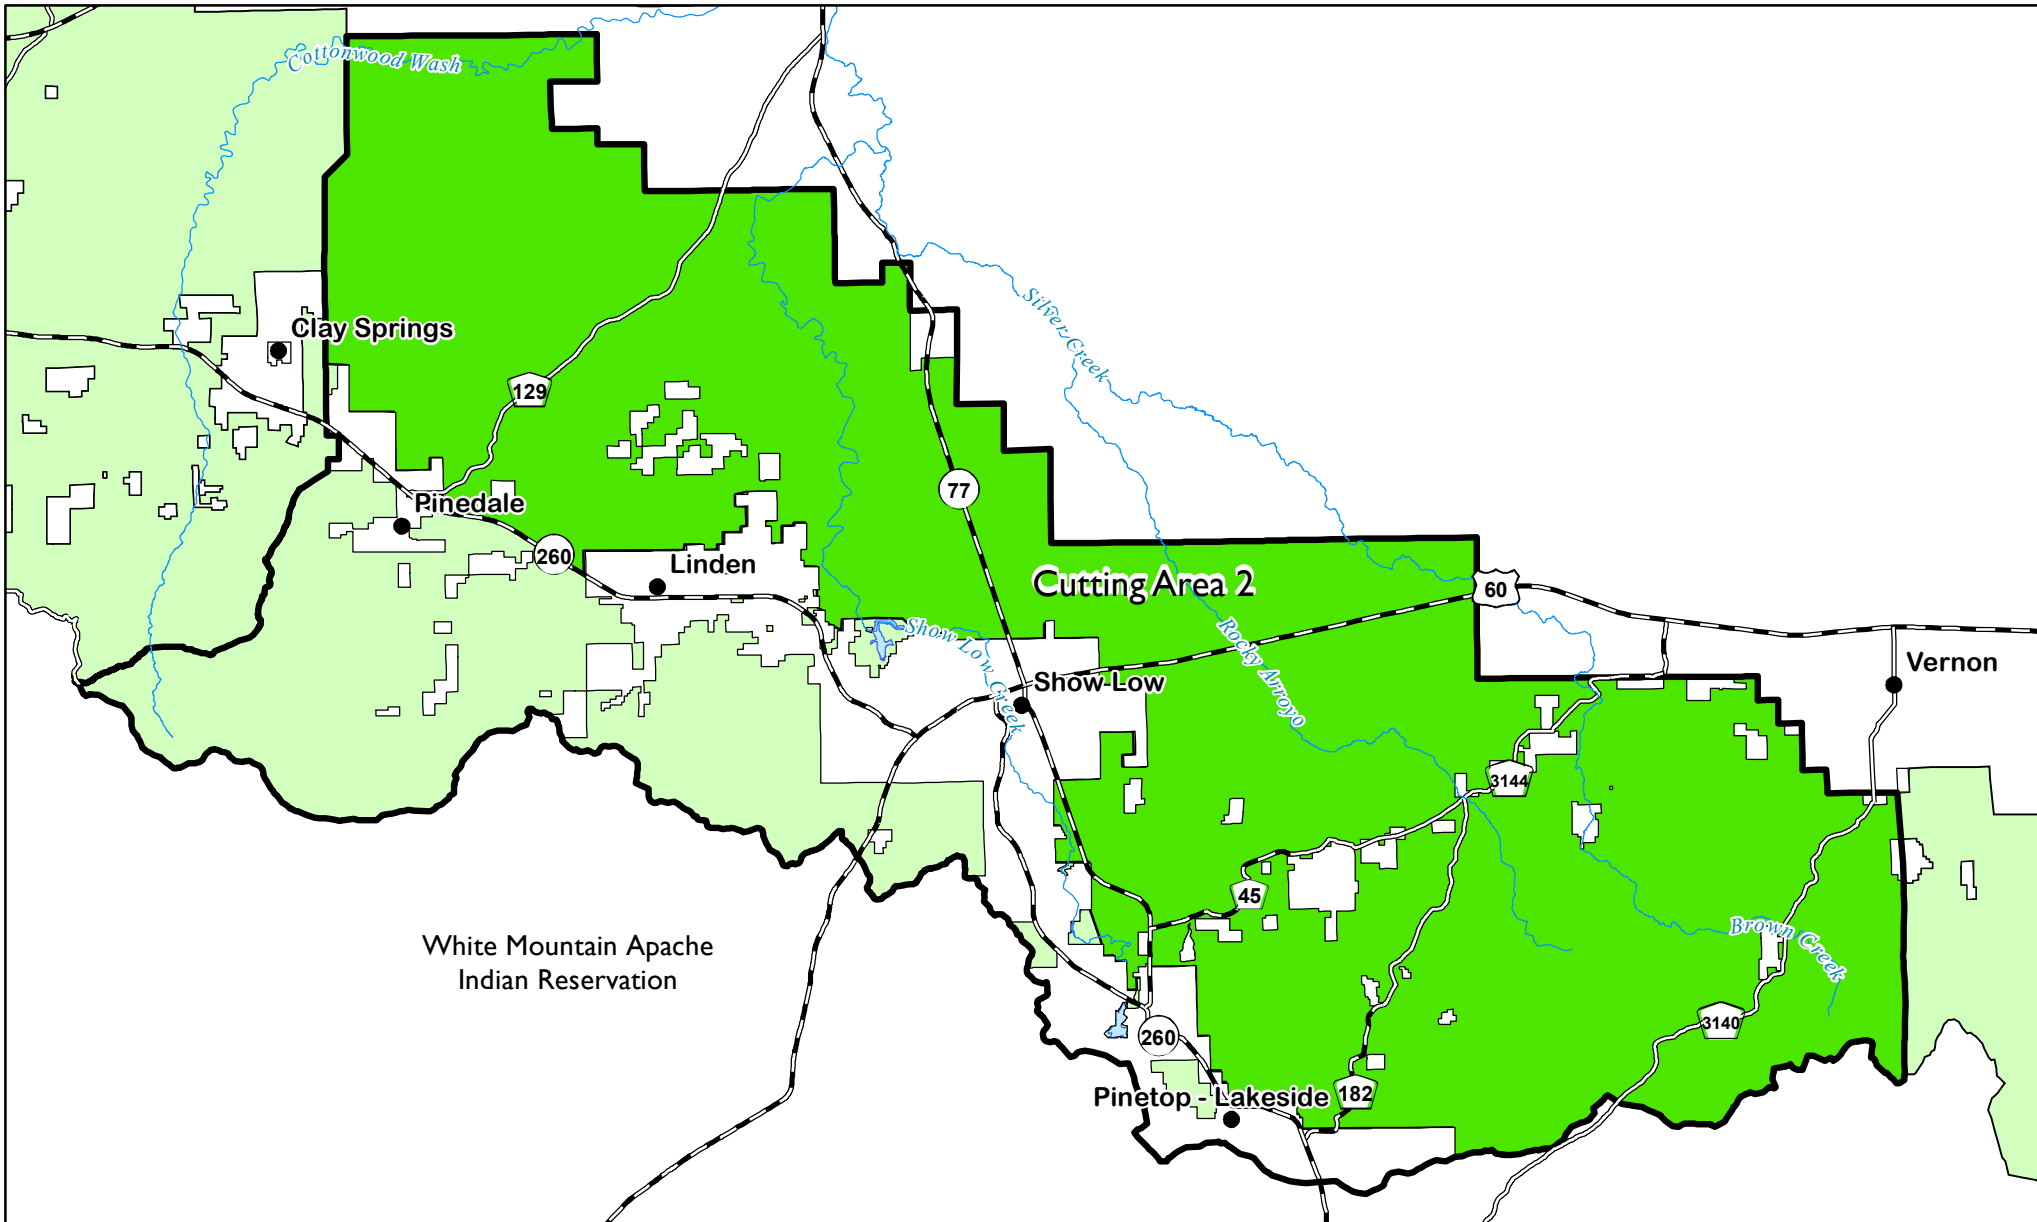 Cottonwood Wash
Silver Creek
Clay Springs
129
77
Pinedale
260
Linden
Cutting Area 2
60
Show Low Creek
Rocky Arroyo
Vernon
Show Low
3144
45
White Mountain Apache
Indian Reservation
Brown Creek
3140
260
Pinetop - Lakeside
182